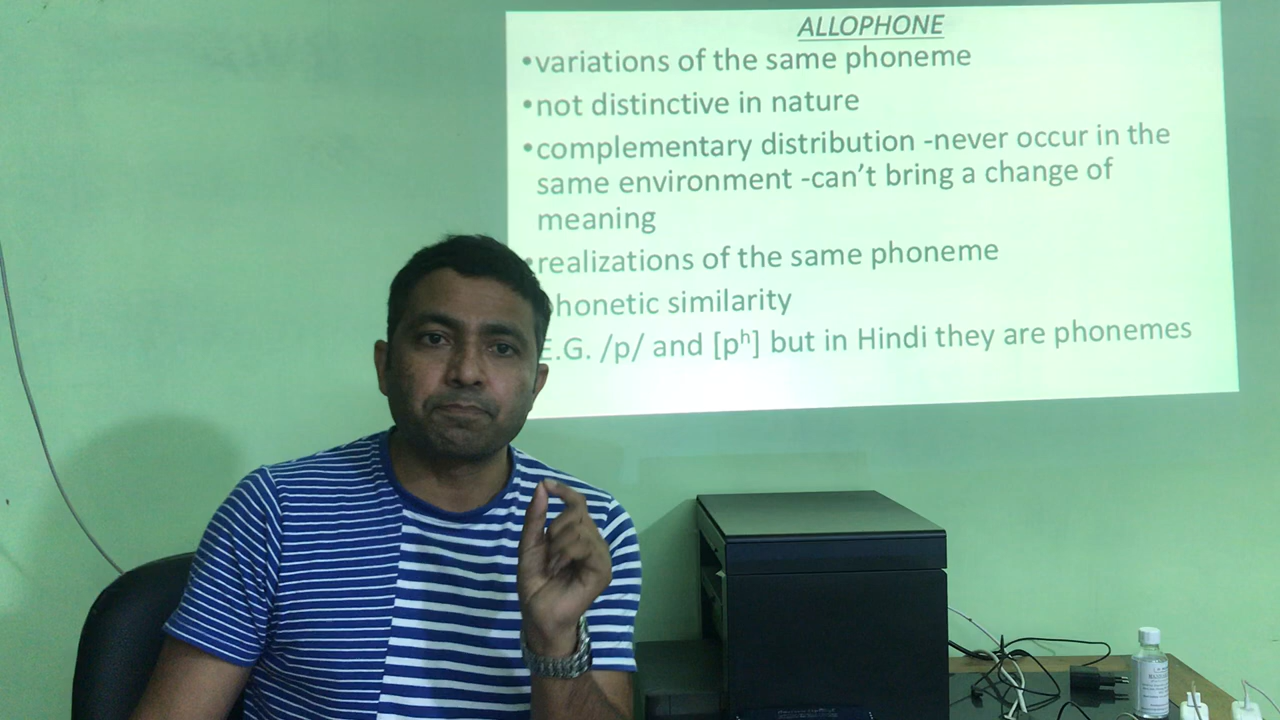 ALLOPHONE
•variations of the same phoneme
•not distinctive in nature
•complementary distribution -never occur in the
same environment -can’t bring a change of
meaning
•realizations of the same phoneme
phonetic similarity
E.G. /p/ and [pʰ] but in Hindi they are phonemes